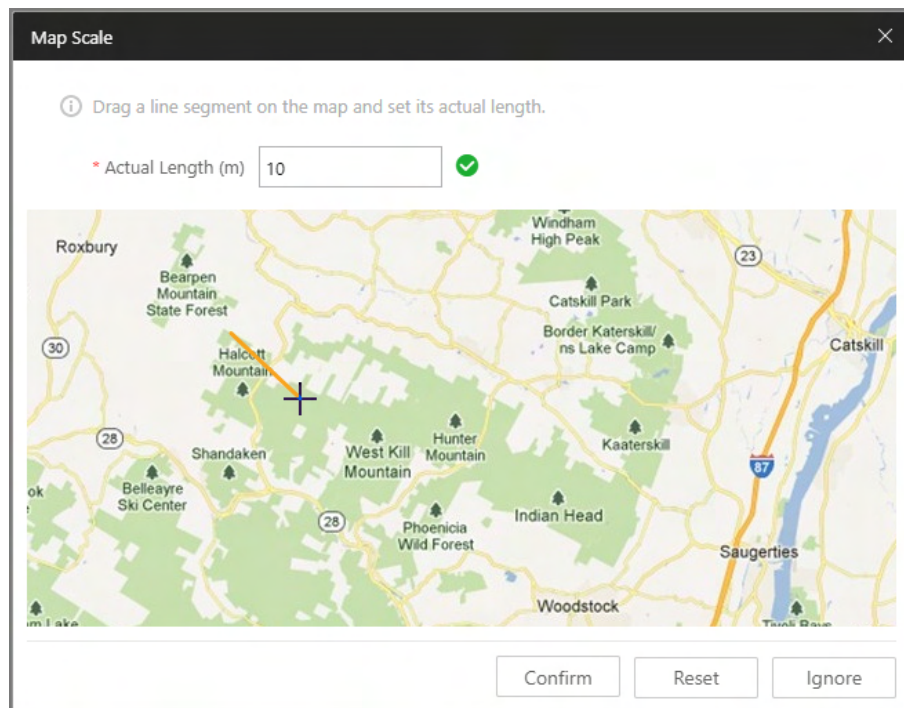 Map Scale
Drag a line segment on the map and set its actual length.
* Actual Length (m) 10
Windham
High Peak
Roxbury
23
Bearpen
Mountain
State Forest
Catskill Park
Border Katerskill/
ns Lake Camp
Catskill
30
Halcott
Mountain
28
Shandaken
West Kill
Mountain
Hunter
Mountain
Kaaterskill
87
Belleayre
Ski Center
ok
28
Phoenicia
Wild Forest
Indian Head
Saugerties
Woodstock
m Lake
Tivoli Bays
Confirm
Reset
Ignore